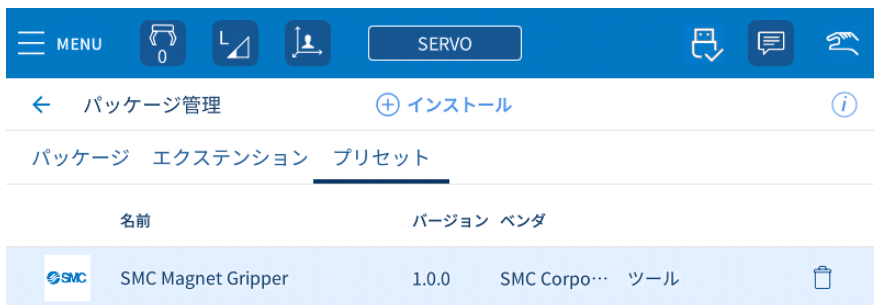 MENU 0 L SERVO
パッケージ管理 インストール i
パッケージ エクステンション プリセット
名前 バージョン ベンダ
SMC SMC Magnet Gripper 1.0.0 SMC Corpo… ツール